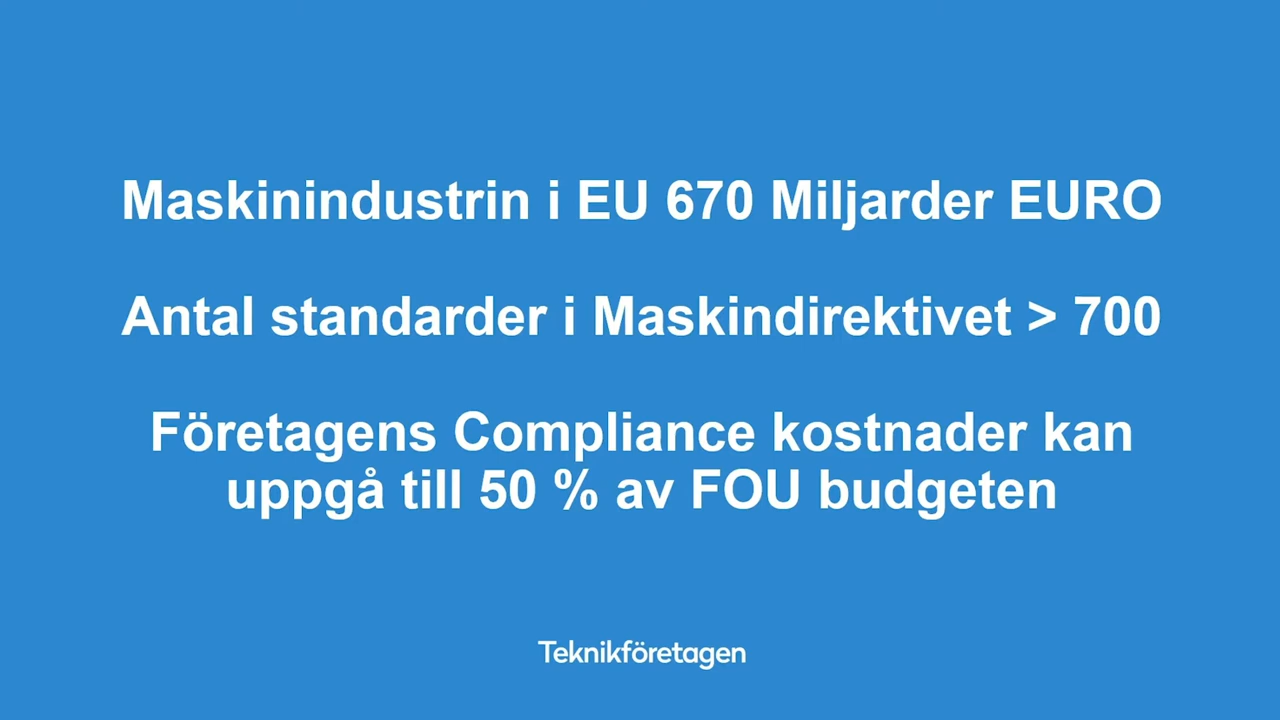 Maskinindustrin i EU 670 Miljarder EURO
Antal standarder i Maskindirektivet > 700
Företagens Compliance kostnader kan
uppgå till 50 % av FOU budgeten
Teknikföretagen